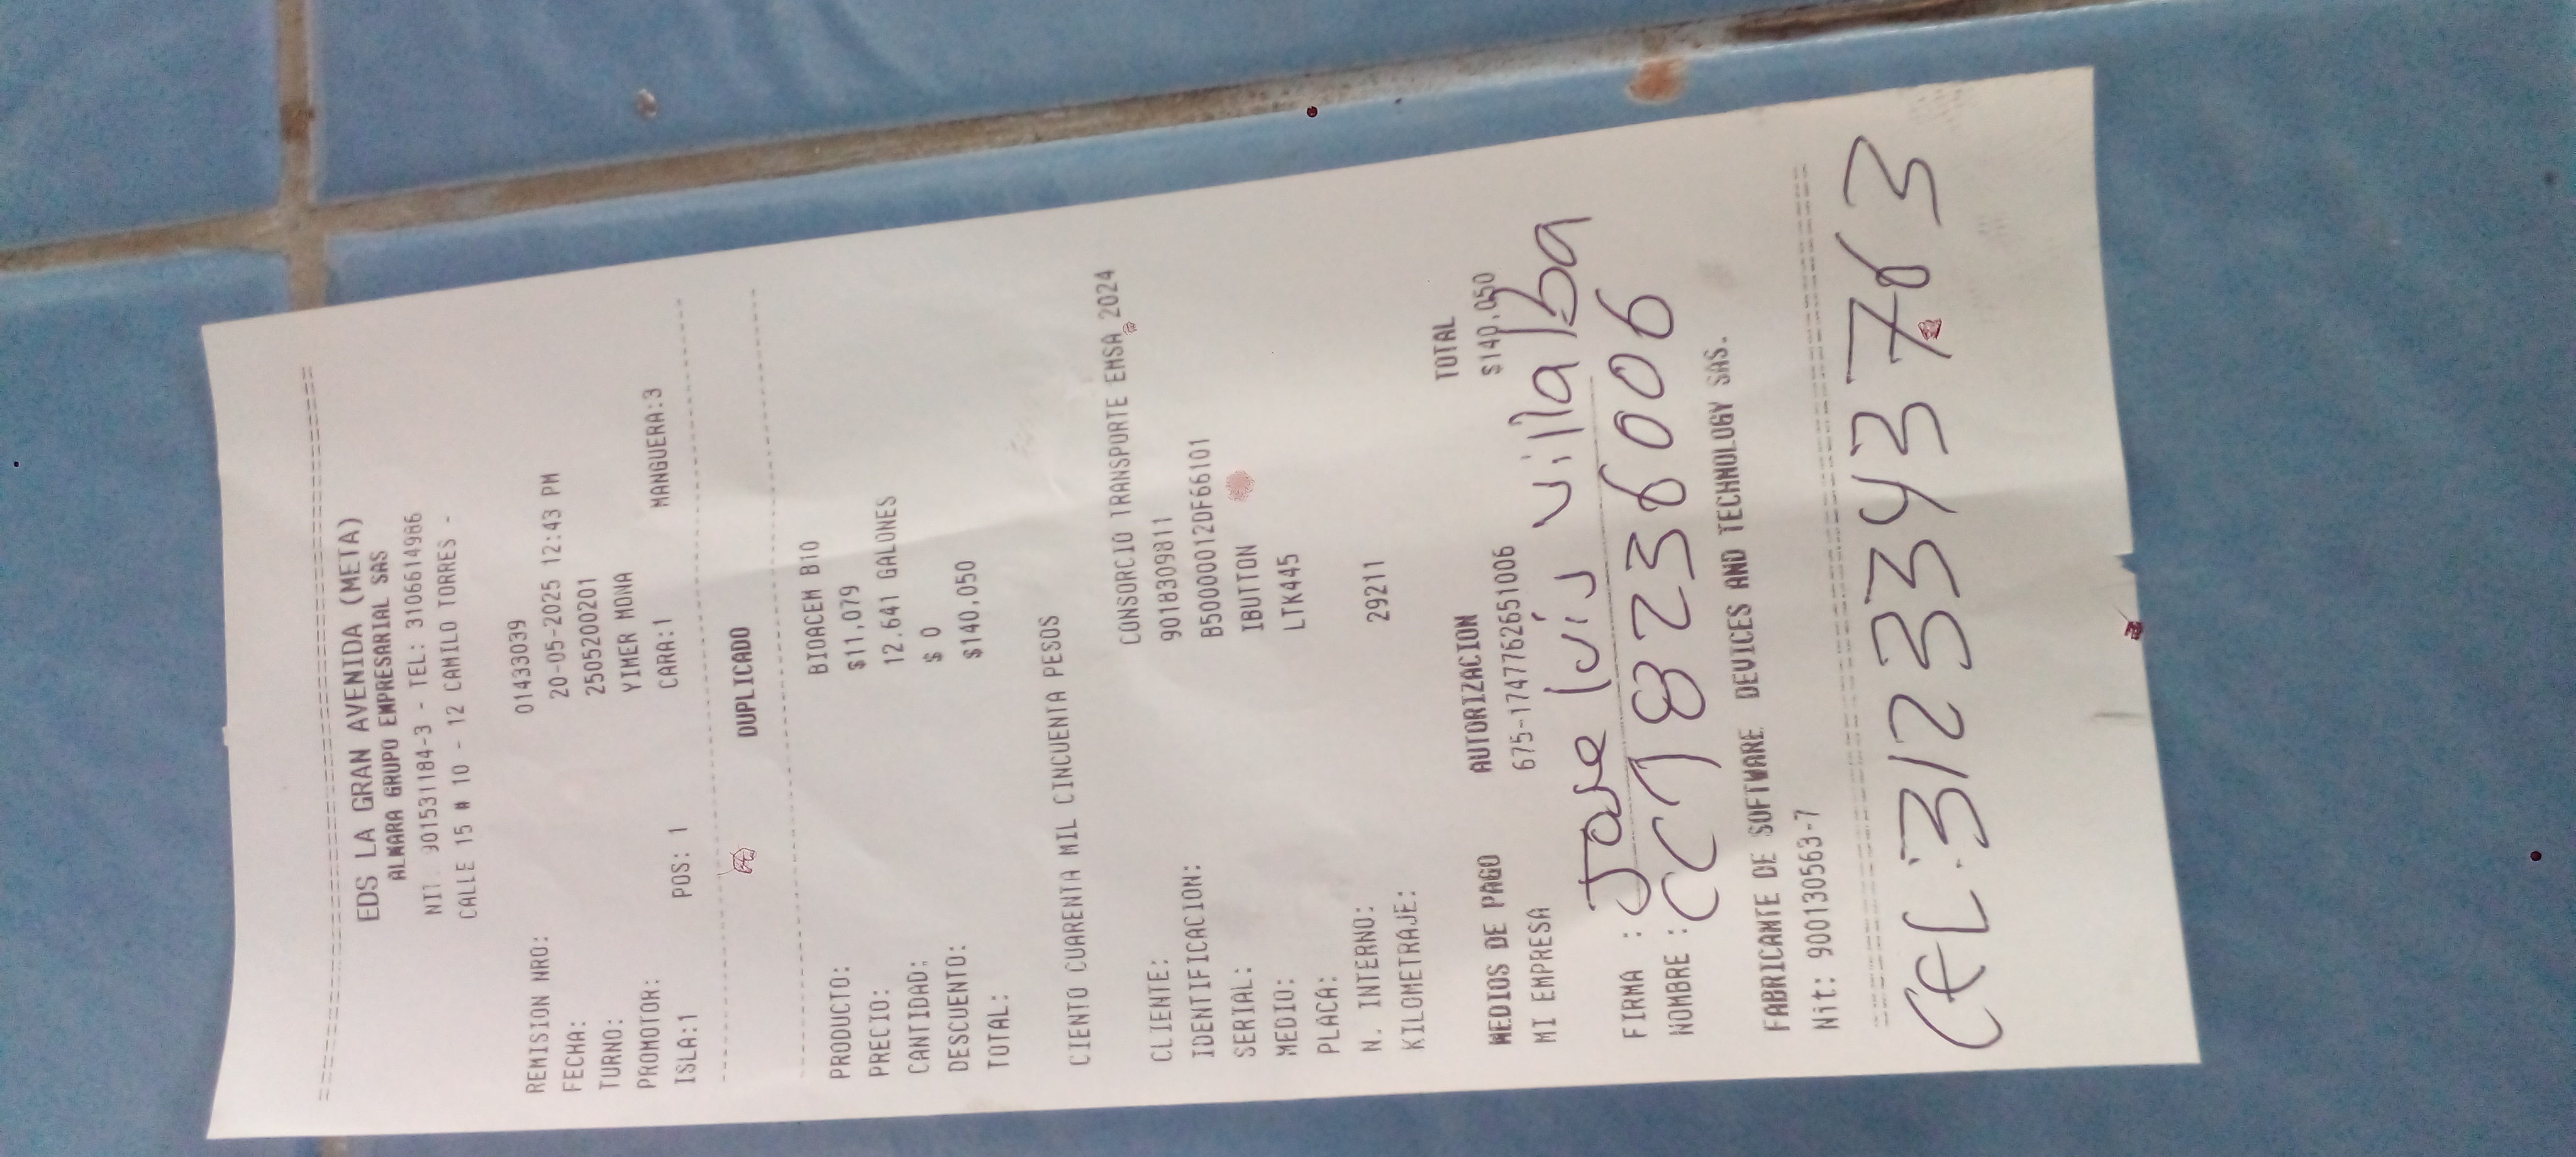 EDS LA GRAN AVENIDA (META)
ALMARA GRUPO EMPRESARIAL SAS
NIT: 901531184-3 - TEL: 3106614986
CALLE 15 # 10 - 12 CAMILO TORRES -
REMISION NRO: 01433039
FECHA: 20-05-2025 12:43 PM
TURNO: 2505200201
PROMOTOR: YIMER MONA
ISLA:1 POS: 1 CARA:1 MANGUERA:3
DUPLICADO
PRODUCTO: BIOACEM B10
PRECIO: $11,079
CANTIDAD: 12.641 GALONES
DESCUENTO: $ 0
TOTAL: $140,050
CIENTO CUARENTA MIL CINCUENTA PESOS
CLIENTE: CONSORCIO TRANSPORTE EMSA 2024
IDENTIFICACION: 9018309811
SERIAL: B500000120F66101
MEDIO: IBUTTON
PLACA: LTK445
N. INTERNO:
KILOMETRAJE: 29211
MEDIOS DE PAGO AUTORIZACION TOTAL
MI EMPRESA 675-1747762651006 $140,050
FIRMA : Jose luis villalba
NOMBRE : CC 18236006
FABRICANTE DE SOFTWARE DEVICES AND TECHNOLOGY SAS.
Nit: 9001130563-7
CEL: 3123343763